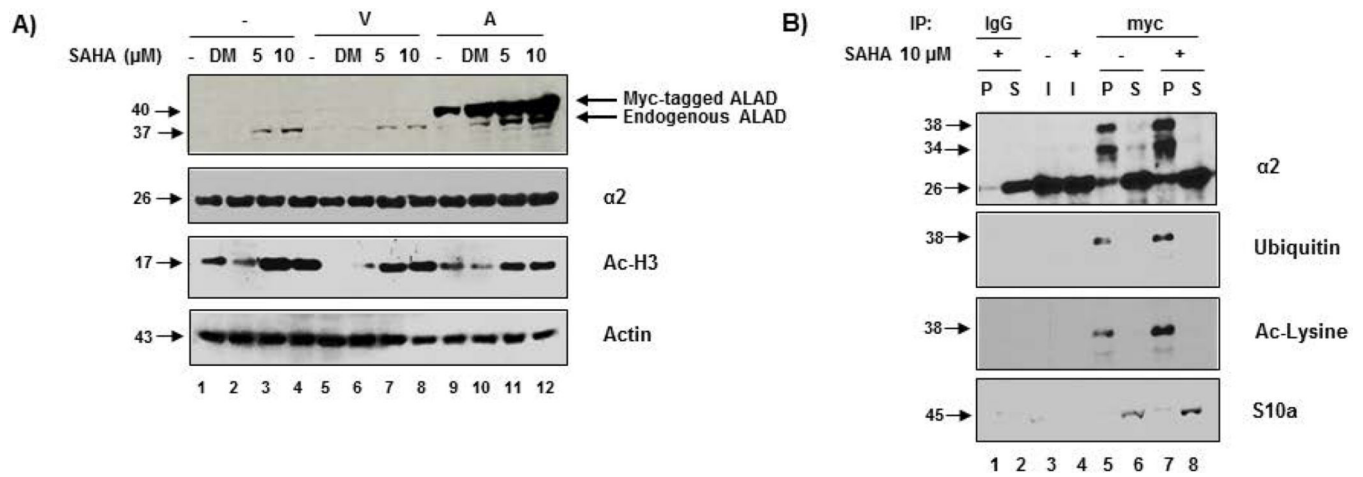 A)
- V A
SAHA (µM) - DM 5 10 - DM 5 10 - DM 5 10
40
37
Myc-tagged ALAD
Endogenous ALAD
26
α2
17
Ac-H3
43
Actin
1 2 3 4 5 6 7 8 9 10 11 12
B)
IP: IgG myc
SAHA 10 µM + - + - +
P S I I P S P S
38
34
26
α2
38
Ubiquitin
38
Ac-Lysine
45
S10a
1 2 3 4 5 6 7 8